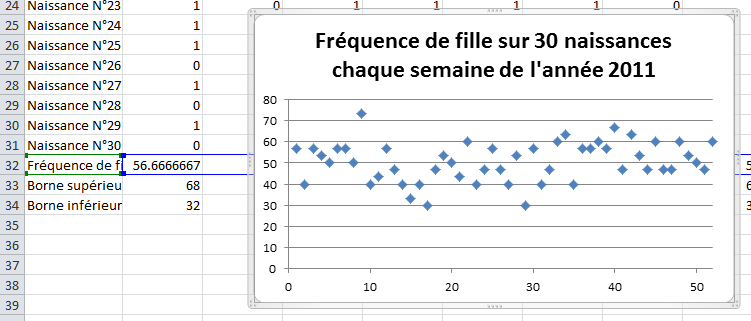 24 Naissance N°23 1 0 1 1 1 1 0
25 Naissance N°24 1
26 Naissance N°25 1
27 Naissance N°26 0
28 Naissance N°27 1
29 Naissance N°28 0
30 Naissance N°29 1
31 Naissance N°30 0
32 Fréquence de fi 56.6666667 5
33 Borne supérieu 68 6
34 Borne inférieur 32 3
35
36
37
38
39
Fréquence de fille sur 30 naissances
chaque semaine de l'année 2011
80
70
60
50
40
30
20
10
0
0 10 20 30 40 50